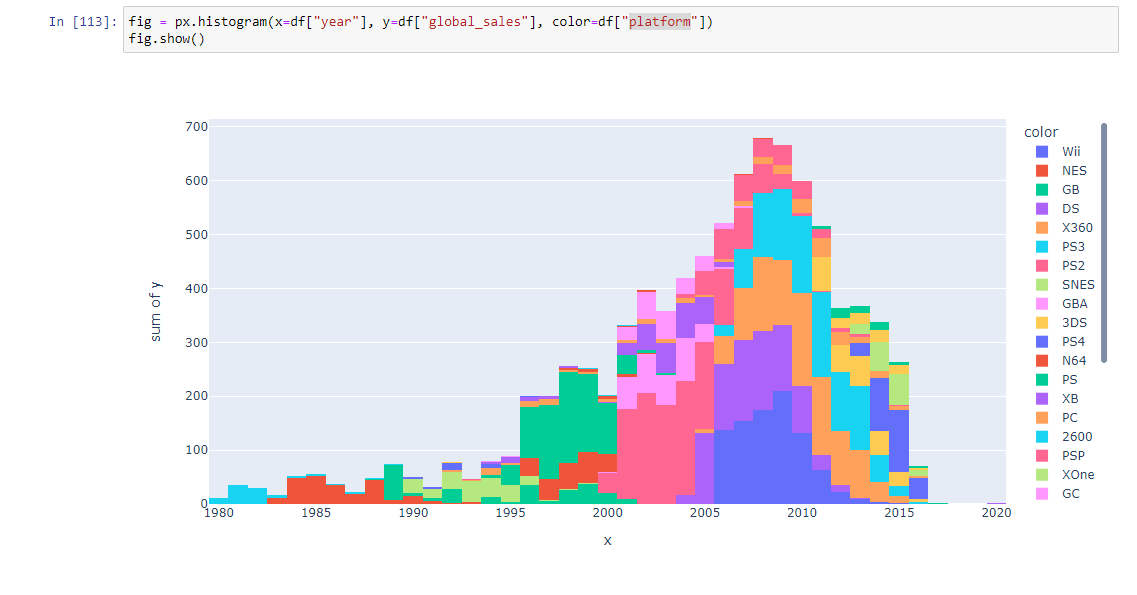 In [113]: fig = px.histogram(x=df["year"], y=df["global_sales"], color=df["platform"])
fig.show()
700
600
500
400
300
200
100
0
sum of y
1980 1985 1990 1995 2000 2005 2010 2015 2020
x
color
Wii
NES
GB
DS
X360
PS3
PS2
SNES
GBA
3DS
PS4
N64
PS
XB
PC
2600
PSP
XOne
GC